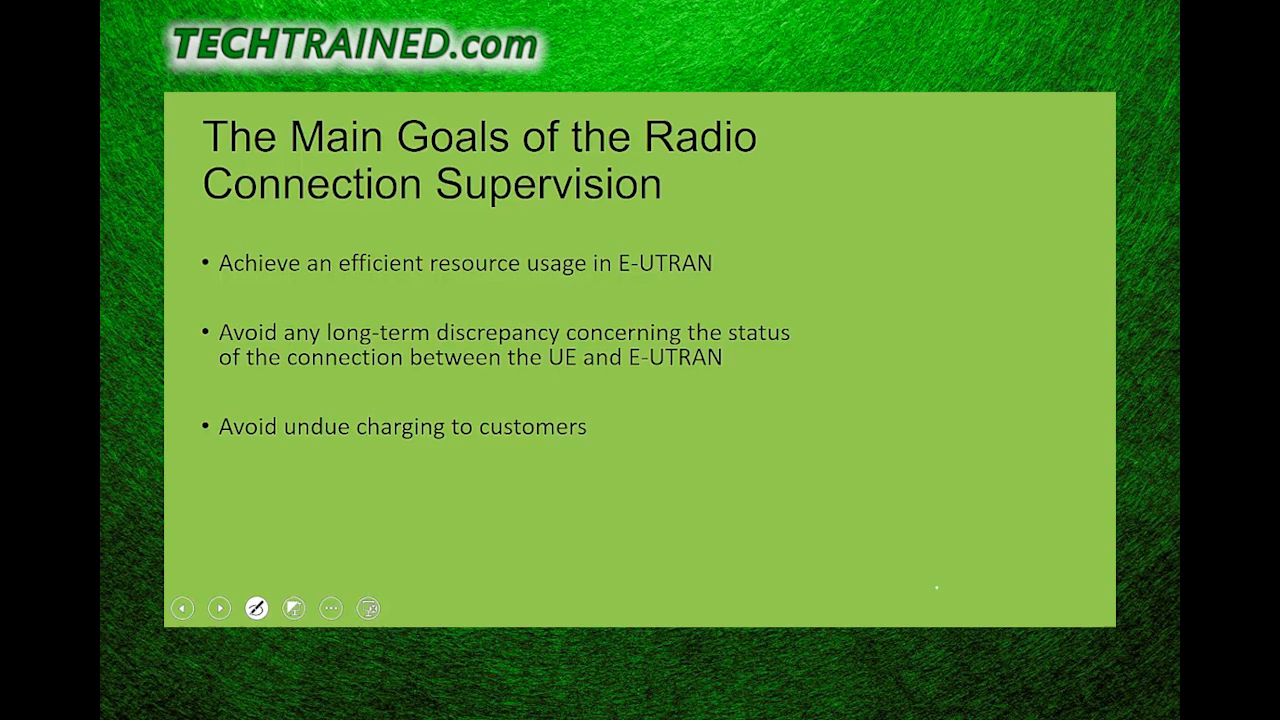 TECHTRAINED.com
The Main Goals of the Radio
Connection Supervision
• Achieve an efficient resource usage in E-UTRAN
• Avoid any long-term discrepancy concerning the status
of the connection between the UE and E-UTRAN
• Avoid undue charging to customers